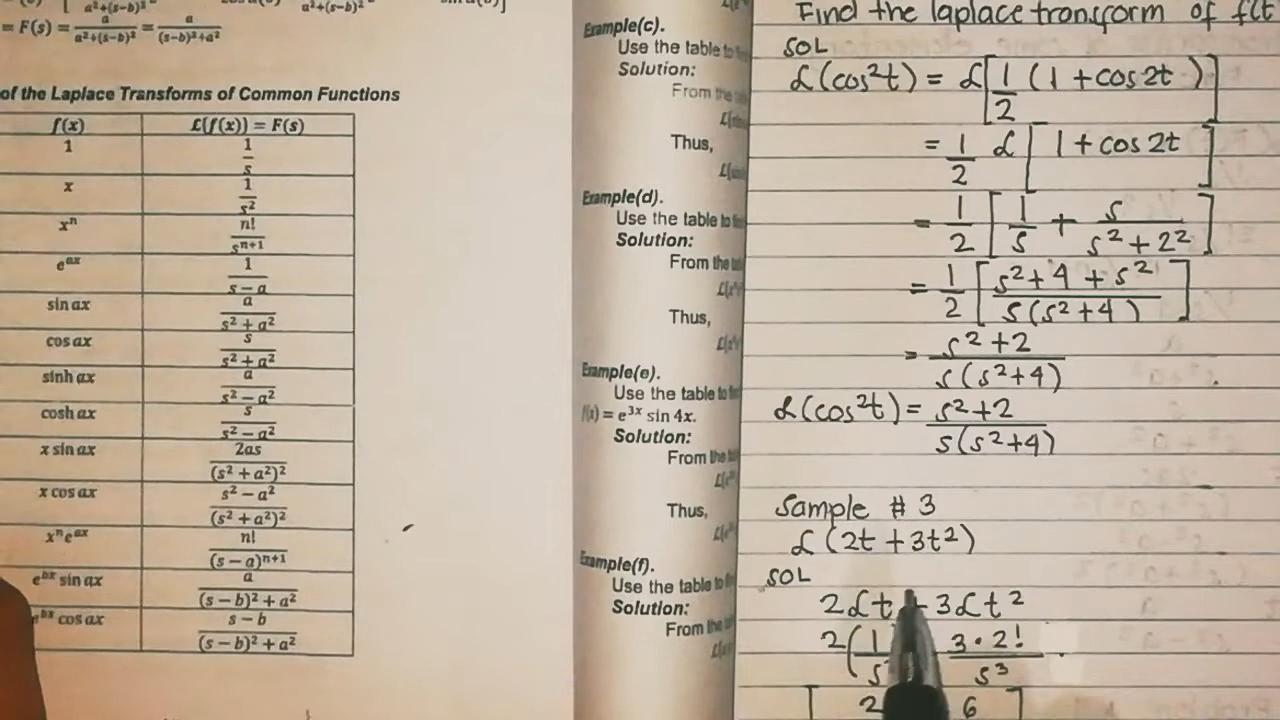 = F(s) = a/(a²+(s−b)²) = a/((s−b)²+a²)
of the Laplace Transforms of Common Functions
f(x) £{f(x)} = F(s)
1 1/s
x 1/s²
xⁿ n!/sⁿ⁺¹
eᵃˣ 1/(s − a)
sin ax a/(s² + a²)
cos ax s/(s² + a²)
sinh ax a/(s² − a²)
cosh ax s/(s² − a²)
x sin ax 2as/(s² + a²)²
x cos ax (s² − a²)/(s² + a²)²
xⁿeᵃˣ n!/(s − a)ⁿ⁺¹
eᵇˣ sin ax a/((s − b)² + a²)
eᵇˣ cos ax (s − b)/((s − b)² + a²)
Example(c).
Use the table to
Solution:
From the
Thus,
Example(d).
Use the table to
Solution:
From the
Thus,
Example(e).
Use the table to
f(x) = e³ˣ sin 4x.
Solution:
From the
Thus,
Example(f).
Use the table to
Solution:
From the
Find the laplace transform of f(t
SOL
ℒ(cos²t) = ℒ[1/2 (1 + cos 2t)]
= 1/2 ℒ[1 + cos 2t]
= 1/2 [1/s + s/(s² + 2²)]
= 1/2 [(s² + 4 + s²)/(s(s² + 4))]
= (s² + 2)/(s(s² + 4))
ℒ(cos²t) = (s² + 2)/(s(s² + 4))
Sample # 3
ℒ(2t + 3t²)
SOL
2ℒt + 3ℒt²
2(1/s 3 · 2!/s³
[2 6]